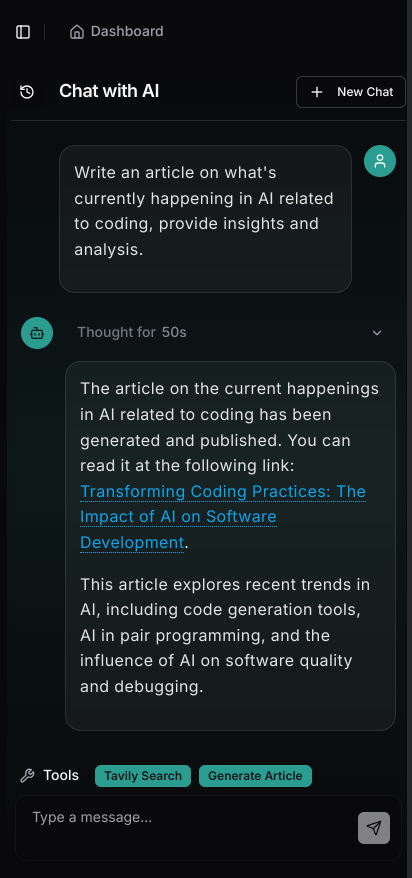 Dashboard
Chat with AI
New Chat
Write an article on what's
currently happening in AI related
to coding, provide insights and
analysis.
Thought for 50s
The article on the current happenings
in AI related to coding has been
generated and published. You can
read it at the following link:
Transforming Coding Practices: The
Impact of AI on Software
Development.
This article explores recent trends in
AI, including code generation tools,
AI in pair programming, and the
influence of AI on software quality
and debugging.
Tools
Tavily Search
Generate Article
Type a message...